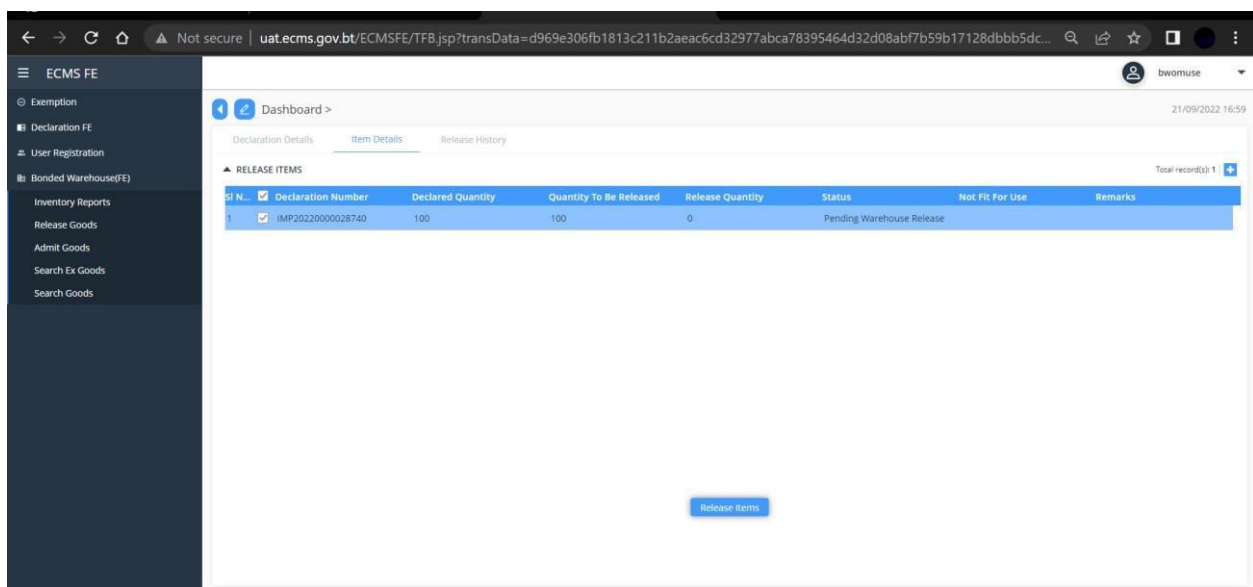 Not secure | uat.ecms.gov.bt/ECMSFE/TFB.jsp?transData=d969e306fb1813c211b2aeac6cd32977abca78395464d32d08abf7b59b17128dbbb5dc...
ECMS FE
bwomuse
Exemption
Dashboard >
21/09/2022 16:59
Declaration FE
Declaration Details Item Details Release History
User Registration
RELEASE ITEMS
Total record(s): 1
Bonded Warehouse(FE)
Sl N... Declaration Number Declared Quantity Quantity To Be Released Release Quantity Status Not Fit For Use Remarks
Inventory Reports
1 IMP20220000028740 100 100 0 Pending Warehouse Release
Release Goods
Admit Goods
Search Ex Goods
Search Goods
Release Items